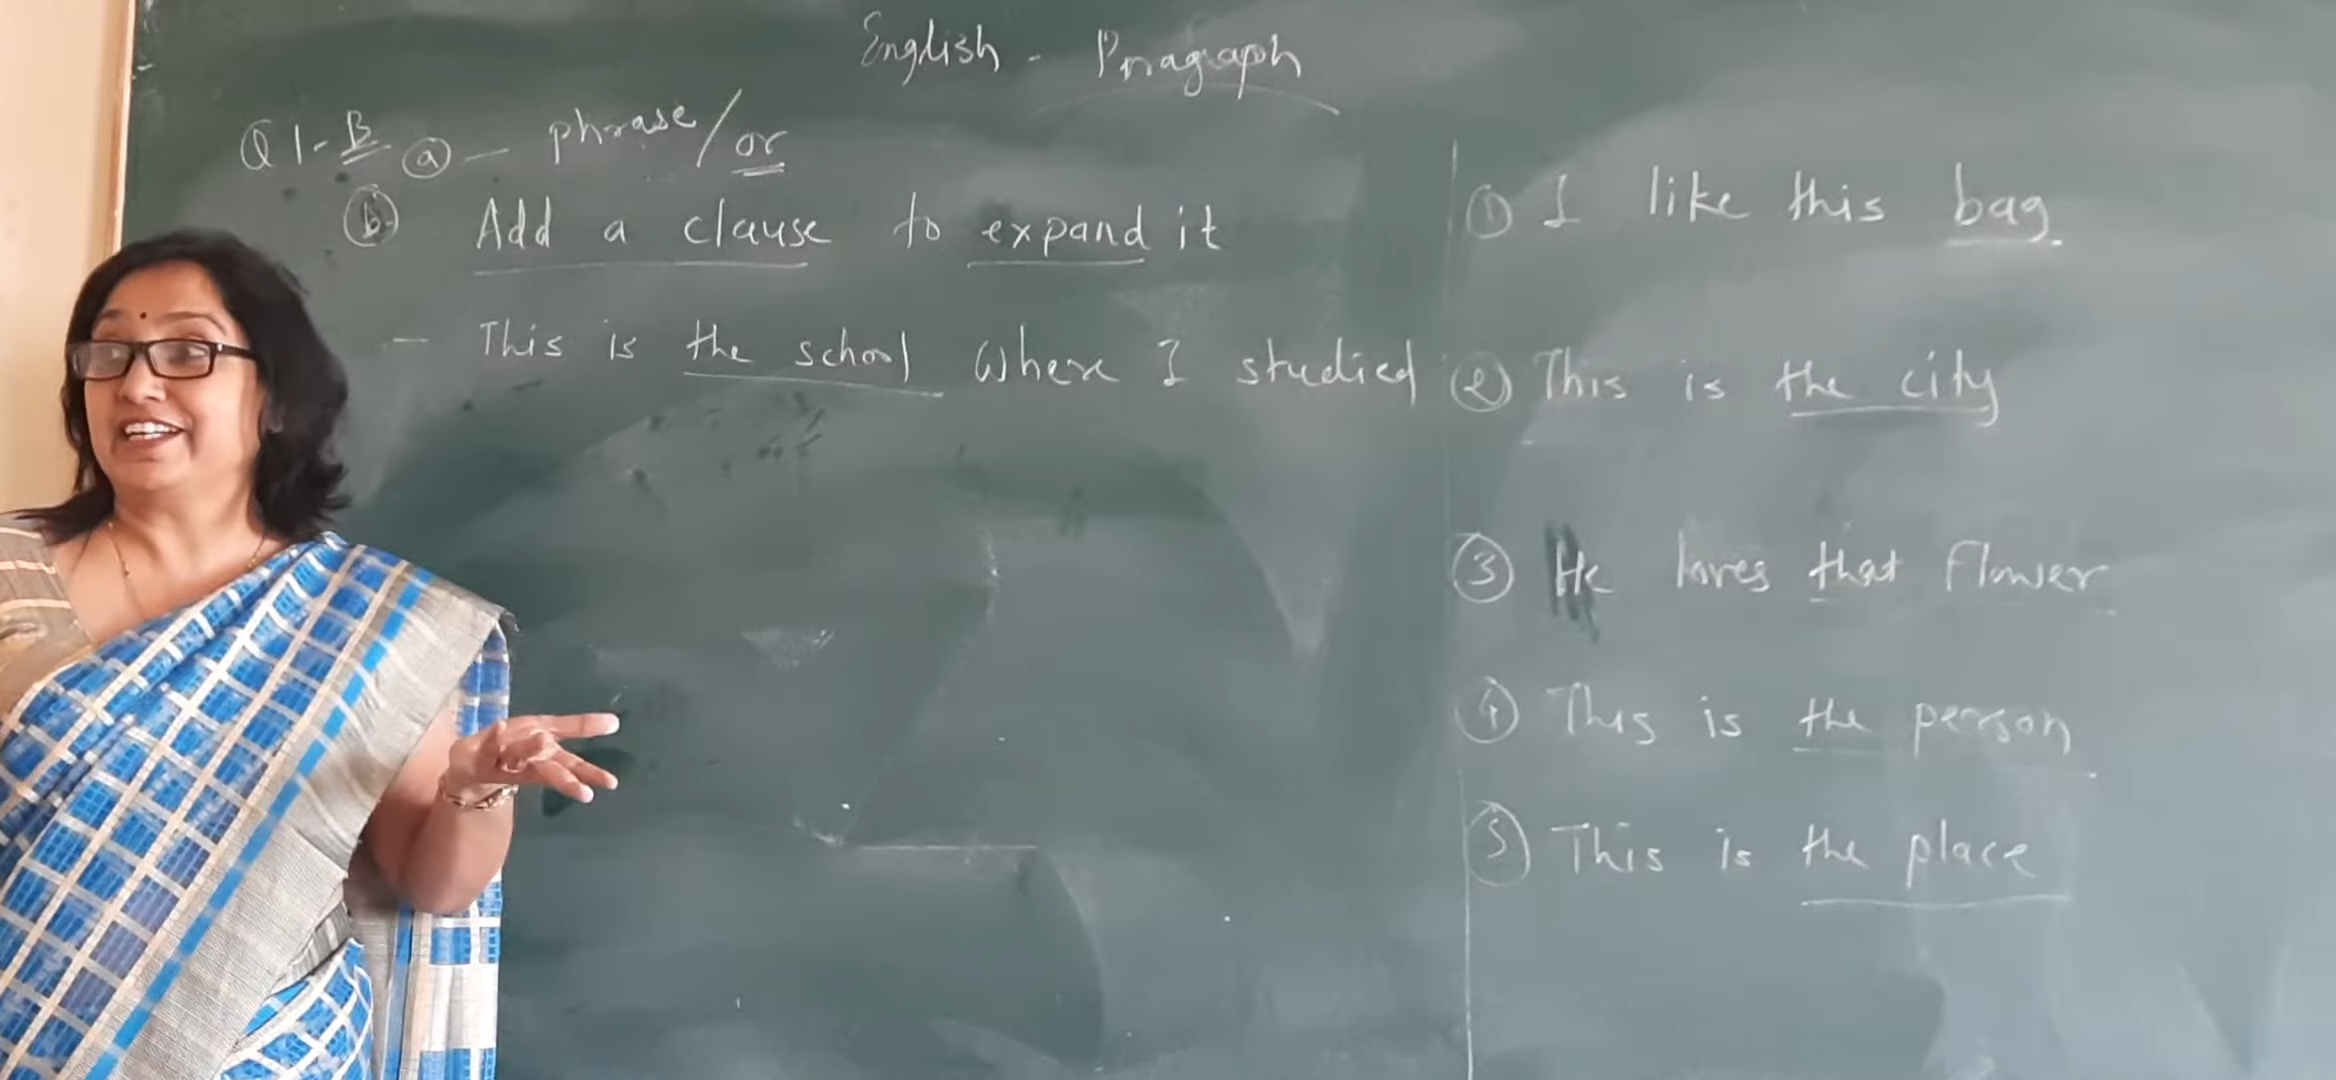 English - Pragraph
Q 1 - B ⓐ — phrase / or
ⓑ Add a clause to expand it
— This is the school where I studied
① I like this bag.
② This is the city
③ He loves that flower
④ This is the person
⑤ This is the place